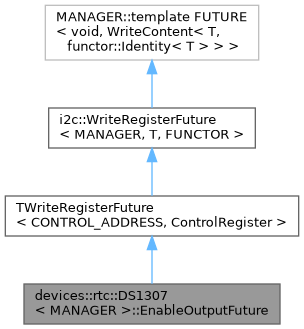 MANAGER::template FUTURE
< void, WriteContent< T,
functor::Identity< T > > >
i2c::WriteRegisterFuture
< MANAGER, T, FUNCTOR >
TWriteRegisterFuture
< CONTROL_ADDRESS, ControlRegister >
devices::rtc::DS1307
< MANAGER >::EnableOutputFuture